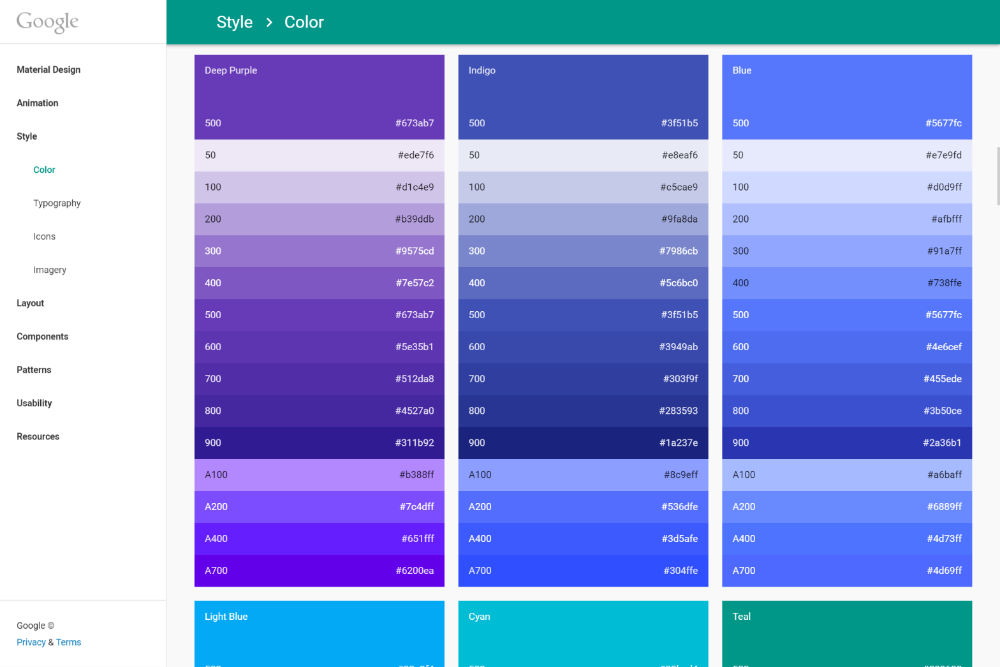 Google
Style > Color
Material Design
Animation
Style
Color
Typography
Icons
Imagery
Layout
Components
Patterns
Usability
Resources
Google ©
Privacy & Terms
Deep Purple
500 #673ab7
50 #ede7f6
100 #d1c4e9
200 #b39ddb
300 #9575cd
400 #7e57c2
500 #673ab7
600 #5e35b1
700 #512da8
800 #4527a0
900 #311b92
A100 #b388ff
A200 #7c4dff
A400 #651fff
A700 #6200ea
Indigo
500 #3f51b5
50 #e8eaf6
100 #c5cae9
200 #9fa8da
300 #7986cb
400 #5c6bc0
500 #3f51b5
600 #3949ab
700 #303f9f
800 #283593
900 #1a237e
A100 #8c9eff
A200 #536dfe
A400 #3d5afe
A700 #304ffe
Blue
500 #5677fc
50 #e7e9fd
100 #d0d9ff
200 #afbfff
300 #91a7ff
400 #738ffe
500 #5677fc
600 #4e6cef
700 #455ede
800 #3b50ce
900 #2a36b1
A100 #a6baff
A200 #6889ff
A400 #4d73ff
A700 #4d69ff
Light Blue
Cyan
Teal